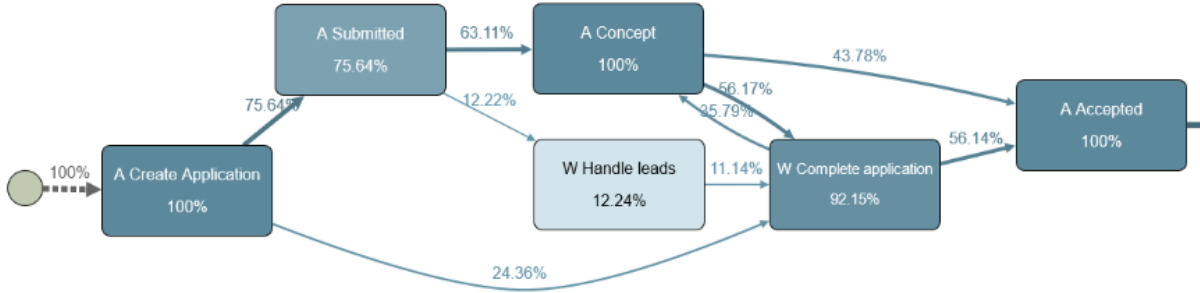 A Submitted
75.64%
63.11%
A Concept
100%
43.78%
75.64%
12.22%
56.17%
35.79%
A Accepted
100%
100%
A Create Application
100%
W Handle leads
12.24%
11.14%
W Complete application
92.15%
56.14%
24.36%